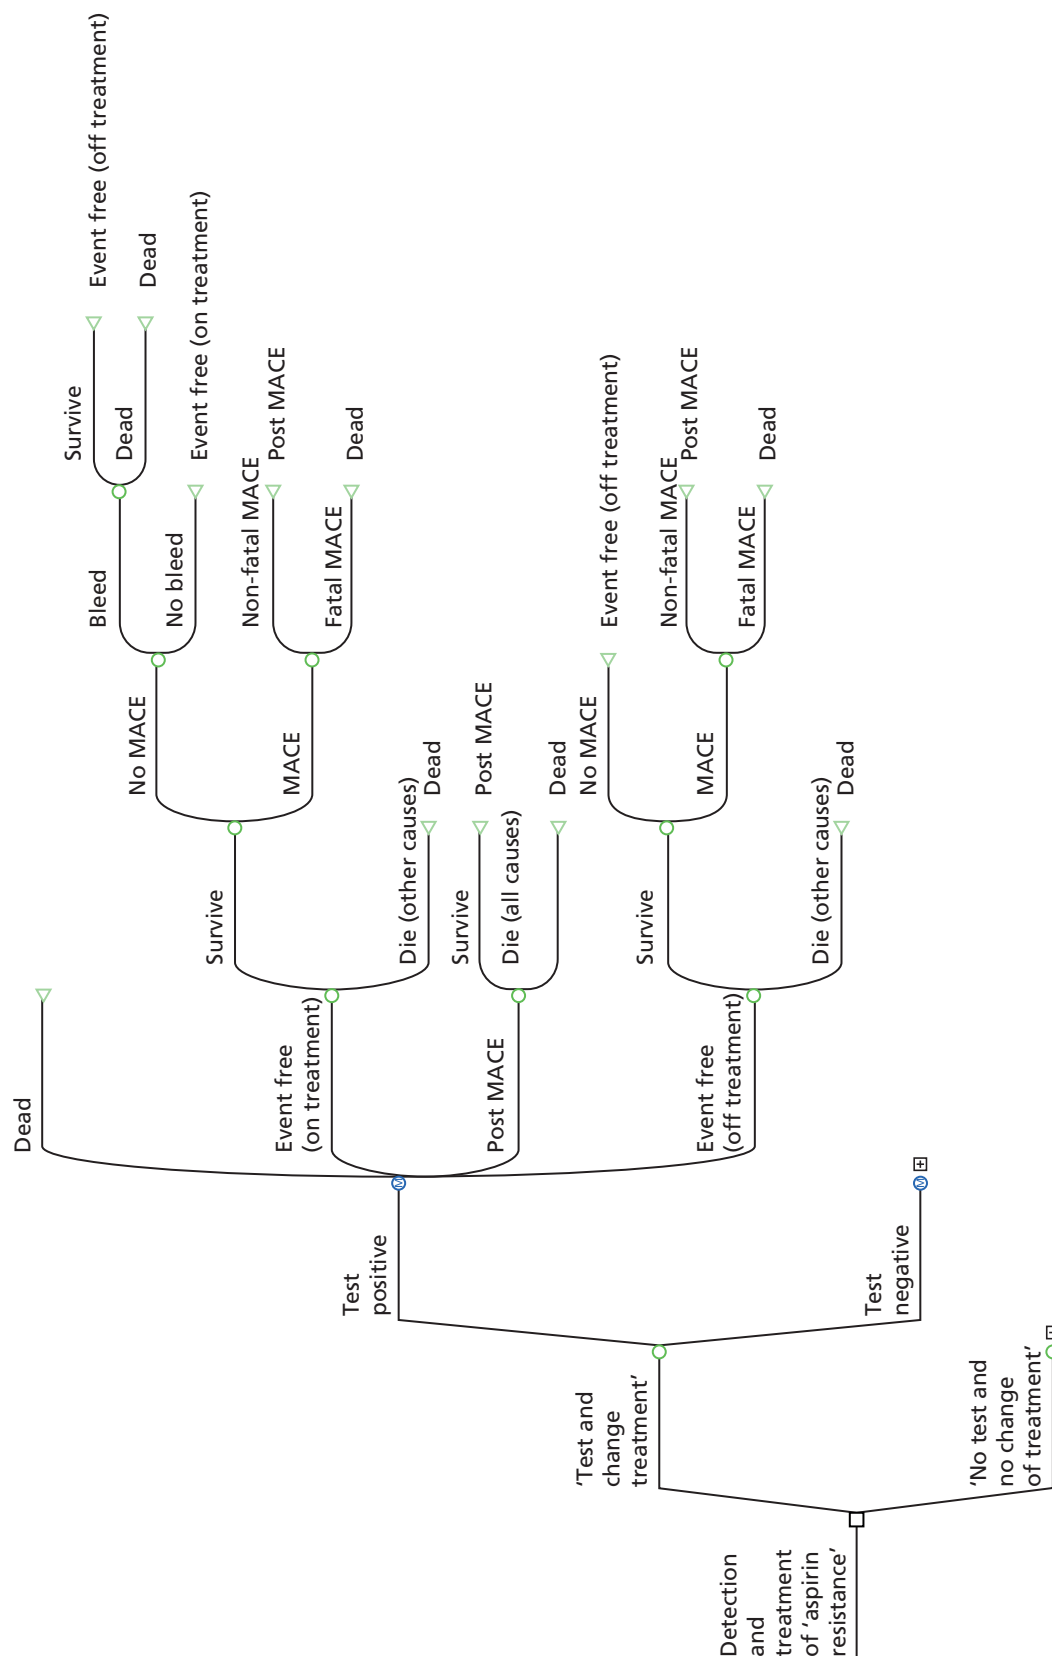 Detection
and
treatment
of ‘aspirin
resistance’
‘Test and
change
treatment’
Test
positive
M
Dead
Event free
(on treatment)
Survive
No MACE
Bleed
Survive
Event free (off treatment)
Dead
Dead
No bleed
Event free (on treatment)
MACE
Non-fatal MACE
Post MACE
Fatal MACE
Dead
Die (other causes)
Dead
Post MACE
Survive
Post MACE
Die (all causes)
Dead
Event free
(off treatment)
Survive
No MACE
Event free (off treatment)
MACE
Non-fatal MACE
Post MACE
Fatal MACE
Dead
Die (other causes)
Dead
Test
negative
M +
‘No test and
no change
of treatment’
+